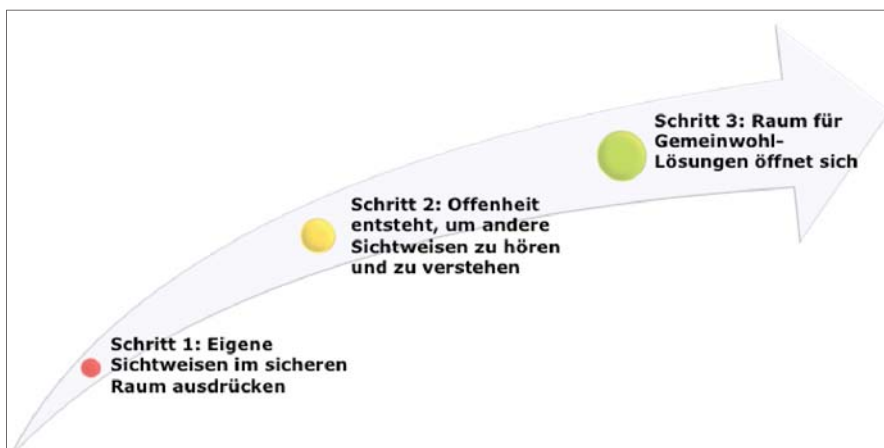 Schritt 1: Eigene
Sichtweisen im sicheren
Raum ausdrücken
Schritt 2: Offenheit
entsteht, um andere
Sichtweisen zu hören
und zu verstehen
Schritt 3: Raum für
Gemeinwohl-
Lösungen öffnet sich